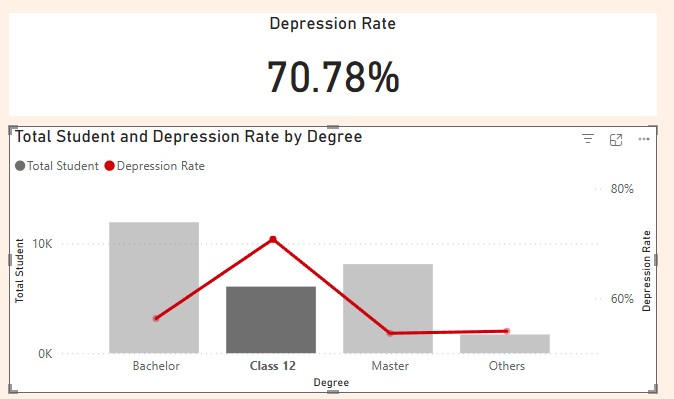 Depression Rate
70.78%
Total Student and Depression Rate by Degree
Total Student Depression Rate
80%
10K
60%
0K
Total Student
Depression Rate
Bachelor Class 12 Master Others
Degree